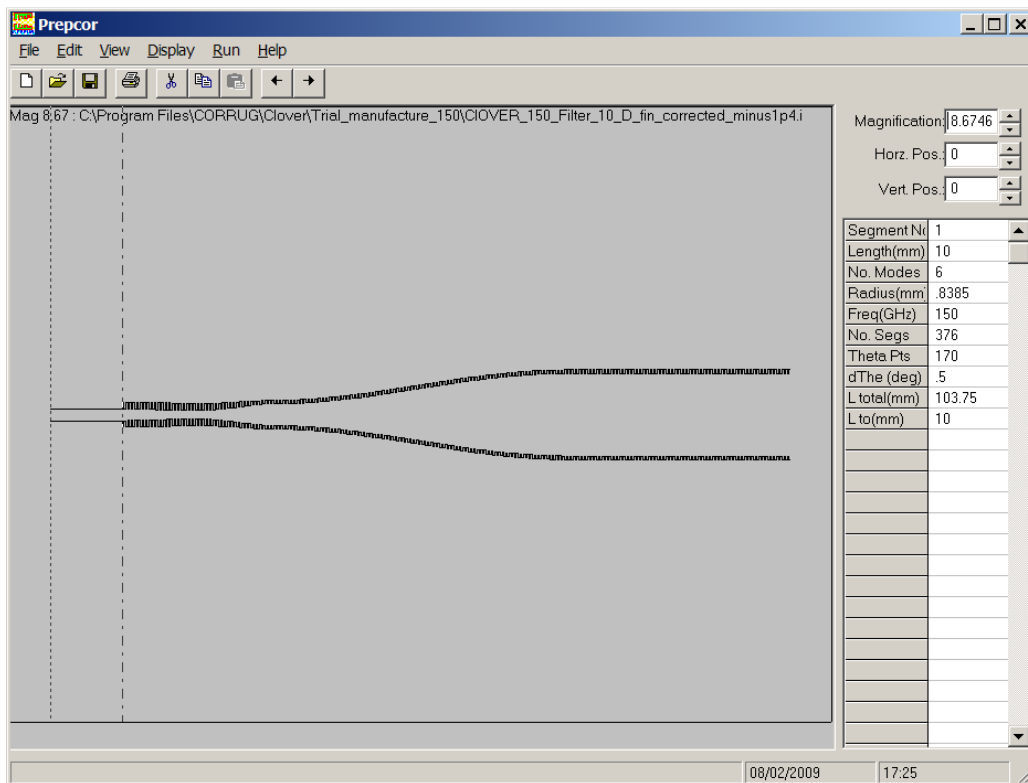 Prepcor
File Edit View Display Run Help
Mag 8.67 : C:\Program Files\CORRUG\Clover\Trial_manufacture_150\ClOVER_150_Filter_10_D_fin_corrected_minus1p4.i
Magnification: 8.6746
Horz. Pos.: 0
Vert. Pos.: 0
Segment No 1
Length(mm) 10
No. Modes 6
Radius(mm) .8385
Freq(GHz) 150
No. Segs 376
Theta Pts 170
dThe (deg) .5
L total(mm) 103.75
L to(mm) 10
08/02/2009 17:25